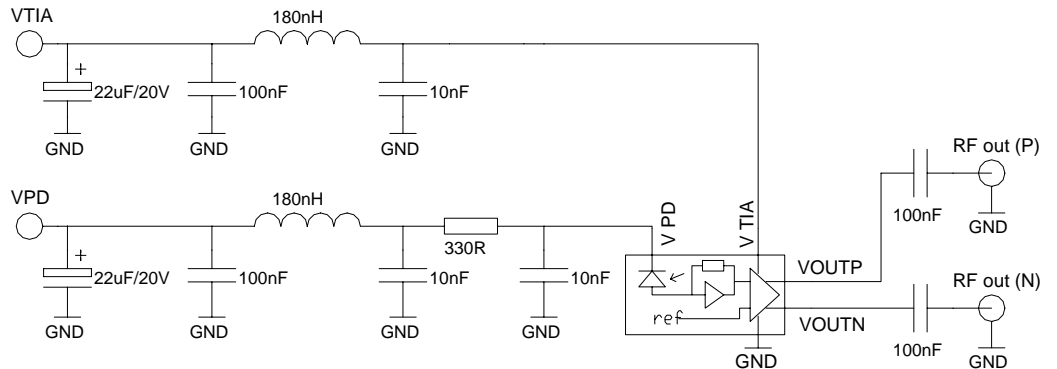 VTIA
180nH
+
22uF/20V
100nF
10nF
GND
GND
GND
VPD
180nH
330R
+
22uF/20V
100nF
10nF
10nF
GND
GND
GND
GND
V PD
V TIA
ref
GND
VOUTP
VOUTN
100nF
RF out (P)
GND
100nF
RF out (N)
GND